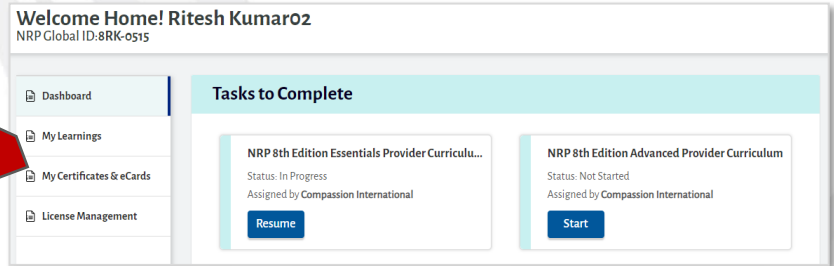 Welcome Home! Ritesh Kumar02
NRP Global ID:8RK-0515
Dashboard
My Learnings
My Certificates & eCards
License Management
Tasks to Complete
NRP 8th Edition Essentials Provider Curriculu...
Status: In Progress
Assigned by Compassion International
Resume
NRP 8th Edition Advanced Provider Curriculum
Status: Not Started
Assigned by Compassion International
Start